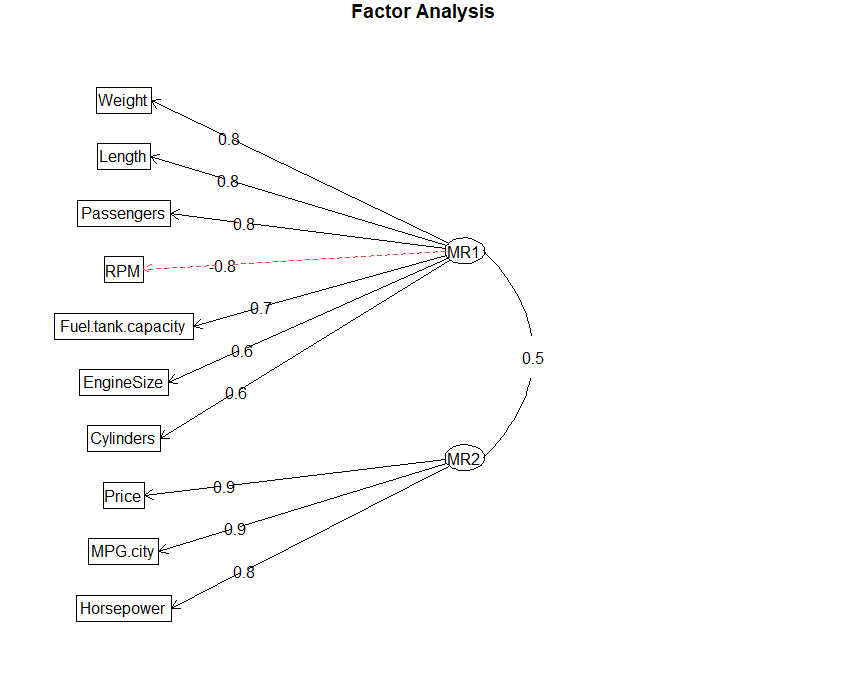 Factor Analysis
Weight
0.8
Length
0.8
Passengers
0.8
RPM
-0.8
MR1
Fuel.tank.capacity
0.7
EngineSize
0.6
0.5
Cylinders
0.6
MR2
Price
0.9
MPG.city
0.9
Horsepower
0.8